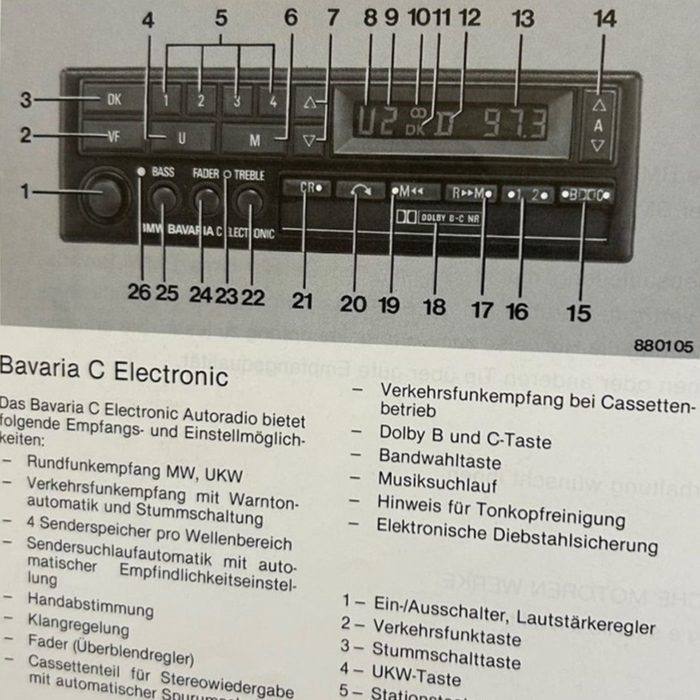 4 5 6 7 8 9 10 11 12 13 14
3 DK 1 2 3 4 U2 DK D 97.3 A
2 VF U M
1 BASS FADER TREBLE CR M R M 1 2 B C
BMW BAVARIA C ELECTRONIC DOLBY B-C NR
26 25 24 23 22 21 20 19 18 17 16 15
880105
Bavaria C Electronic
Das Bavaria C Electronic Autoradio bietet
folgende Empfangs- und Einstellmöglich-
keiten:
– Rundfunkempfang MW, UKW
– Verkehrsfunkempfang mit Warnton-
automatik und Stummschaltung
– 4 Senderspeicher pro Wellenbereich
– Sendersuchlaufautomatik mit auto-
matischer Empfindlichkeitseinstel-
lung
– Handabstimmung
– Klangregelung
– Fader (Überblendregler)
– Cassettenteil für Stereowiedergabe
mit automatischer
– Verkehrsfunkempfang bei Cassetten-
betrieb
– Dolby B und C-Taste
– Bandwahltaste
– Musiksuchlauf
– Hinweis für Tonkopfreinigung
– Elektronische Diebstahlsicherung
1 – Ein-/Ausschalter, Lautstärkeregler
2 – Verkehrsfunktaste
3 – Stummschalttaste
4 – UKW-Taste
5 –